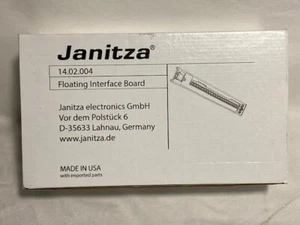 Janitza®
14.02.004
Floating Interface Board
Janitza electronics GmbH
Vor dem Polstück 6
D-35633 Lahnau, Germany
www.janitza.de
MADE IN USA
with imported parts